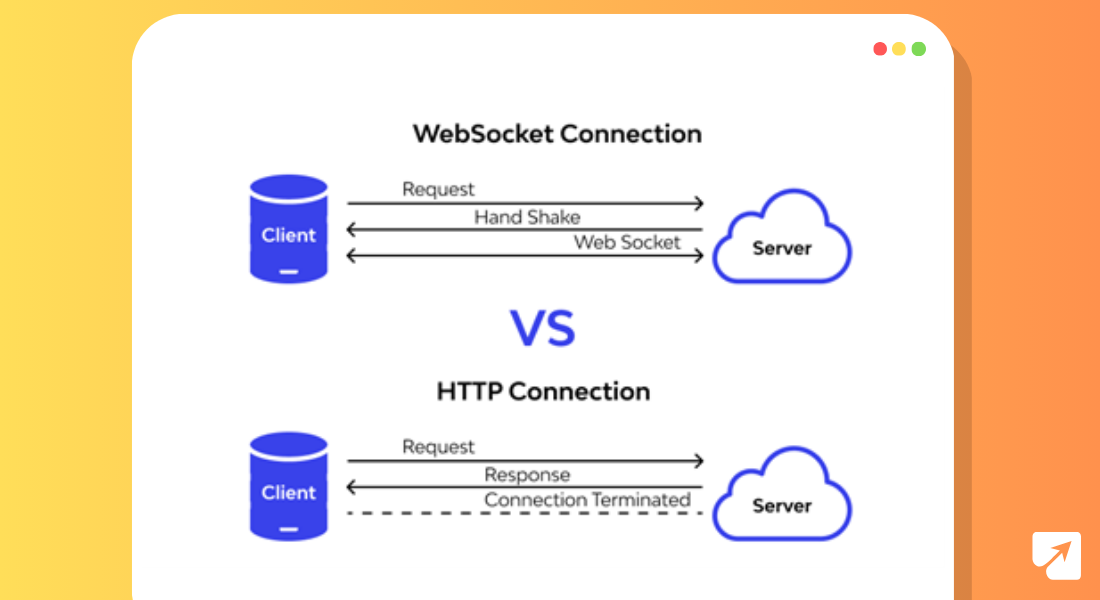 WebSocket Connection
Request
Hand Shake
Client
Web Socket
Server
VS
HTTP Connection
Request
Response
Client
Connection Terminated
Server